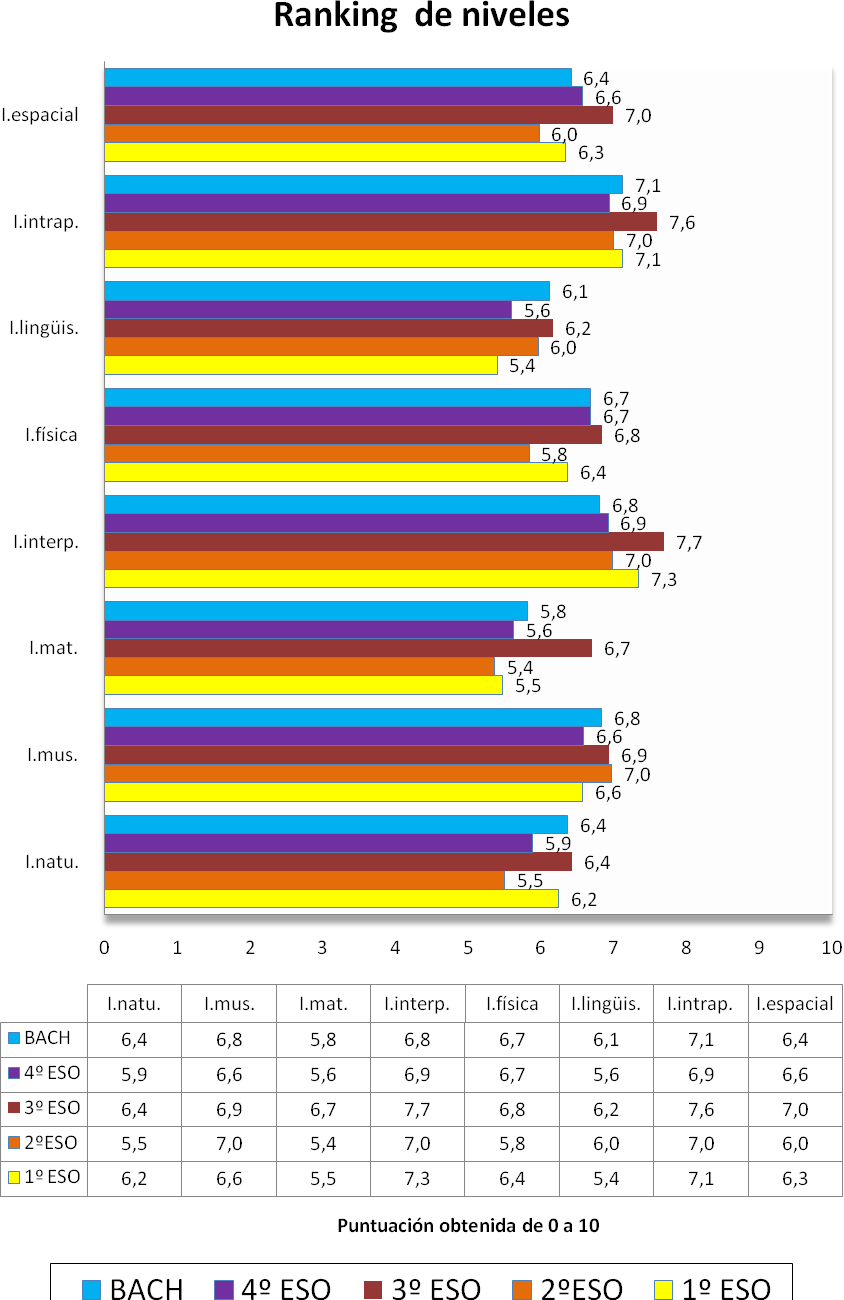 Ranking  de niveles
I.espacial
6,4
6,6
7,0
6,0
6,3
I.intrap.
7,1
6,9
7,6
7,0
7,1
I.lingüis.
6,1
5,6
6,2
6,0
5,4
I.física
6,7
6,7
6,8
5,8
6,4
I.interp.
6,8
6,9
7,7
7,0
7,3
I.mat.
5,8
5,6
6,7
5,4
5,5
I.mus.
6,8
6,6
6,9
7,0
6,6
I.natu.
6,4
5,9
6,4
5,5
6,2
0 1 2 3 4 5 6 7 8 9 10
I.natu. I.mus. I.mat. I.interp. I.física I.lingüis. I.intrap. I.espacial
BACH 6,4 6,8 5,8 6,8 6,7 6,1 7,1 6,4
4º ESO 5,9 6,6 5,6 6,9 6,7 5,6 6,9 6,6
3º ESO 6,4 6,9 6,7 7,7 6,8 6,2 7,6 7,0
2ºESO 5,5 7,0 5,4 7,0 5,8 6,0 7,0 6,0
1º ESO 6,2 6,6 5,5 7,3 6,4 5,4 7,1 6,3
Puntuación obtenida de 0 a 10
BACH 4º ESO 3º ESO 2ºESO 1º ESO